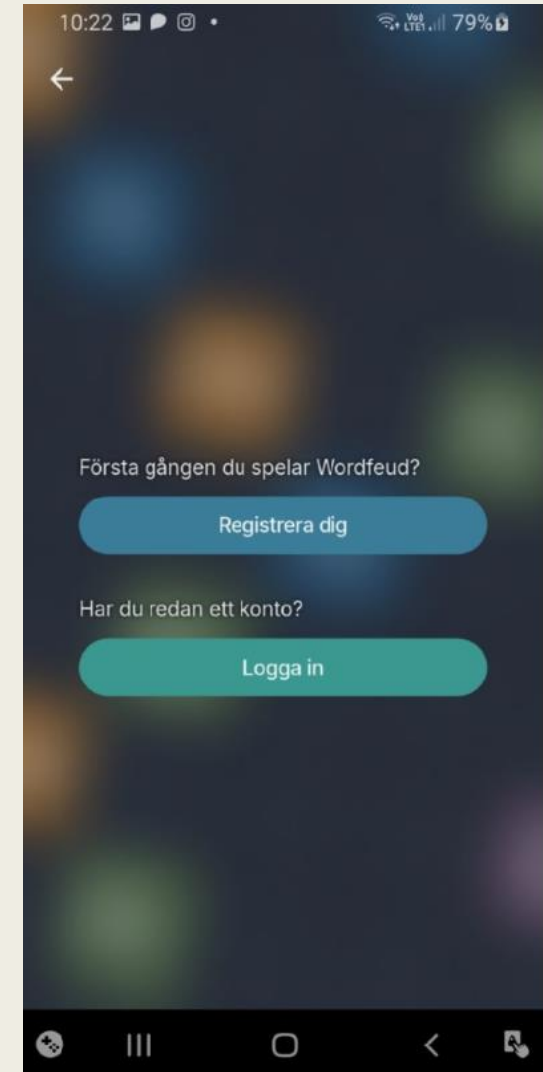 10:22
79%
Första gången du spelar Wordfeud?
Registrera dig
Har du redan ett konto?
Logga in